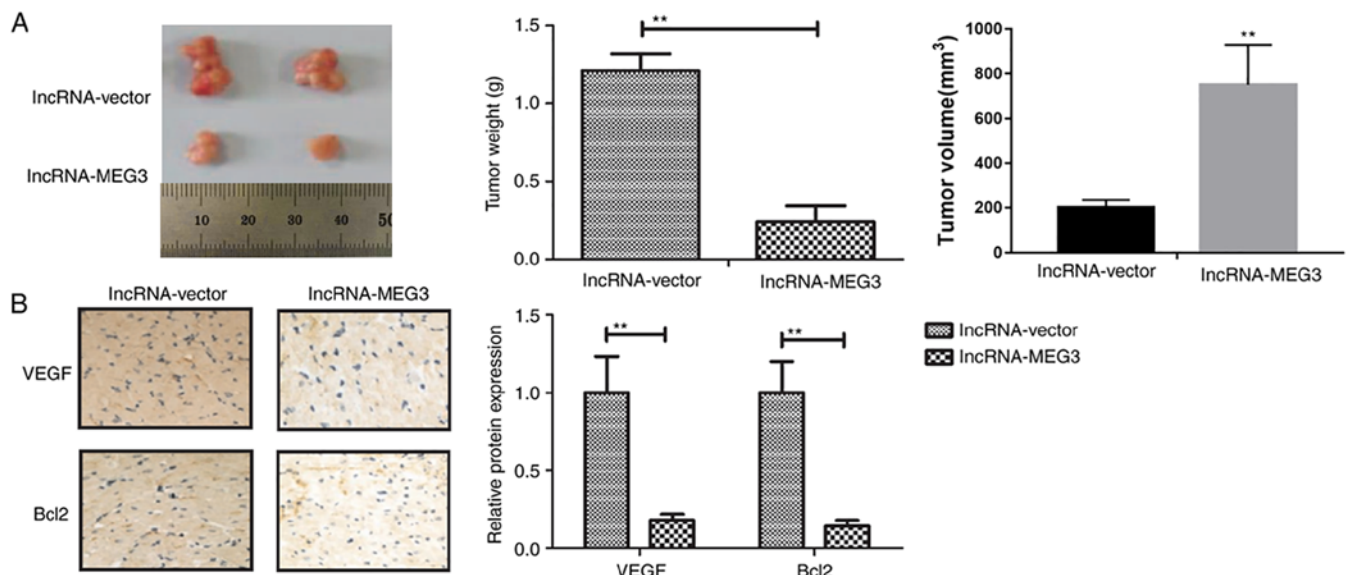 A
lncRNA-vector
lncRNA-MEG3
10 20 30 40 50
Tumor weight (g)
1.5
1.0
0.5
0.0
**
lncRNA-vector lncRNA-MEG3
Tumor volume(mm3)
1000
800
600
400
200
0
**
lncRNA-vector lncRNA-MEG3
B
lncRNA-vector lncRNA-MEG3
VEGF
Bcl2
Relative protein expression
1.5
1.0
0.5
0.0
** **
VEGF Bcl2
lncRNA-vector
lncRNA-MEG3